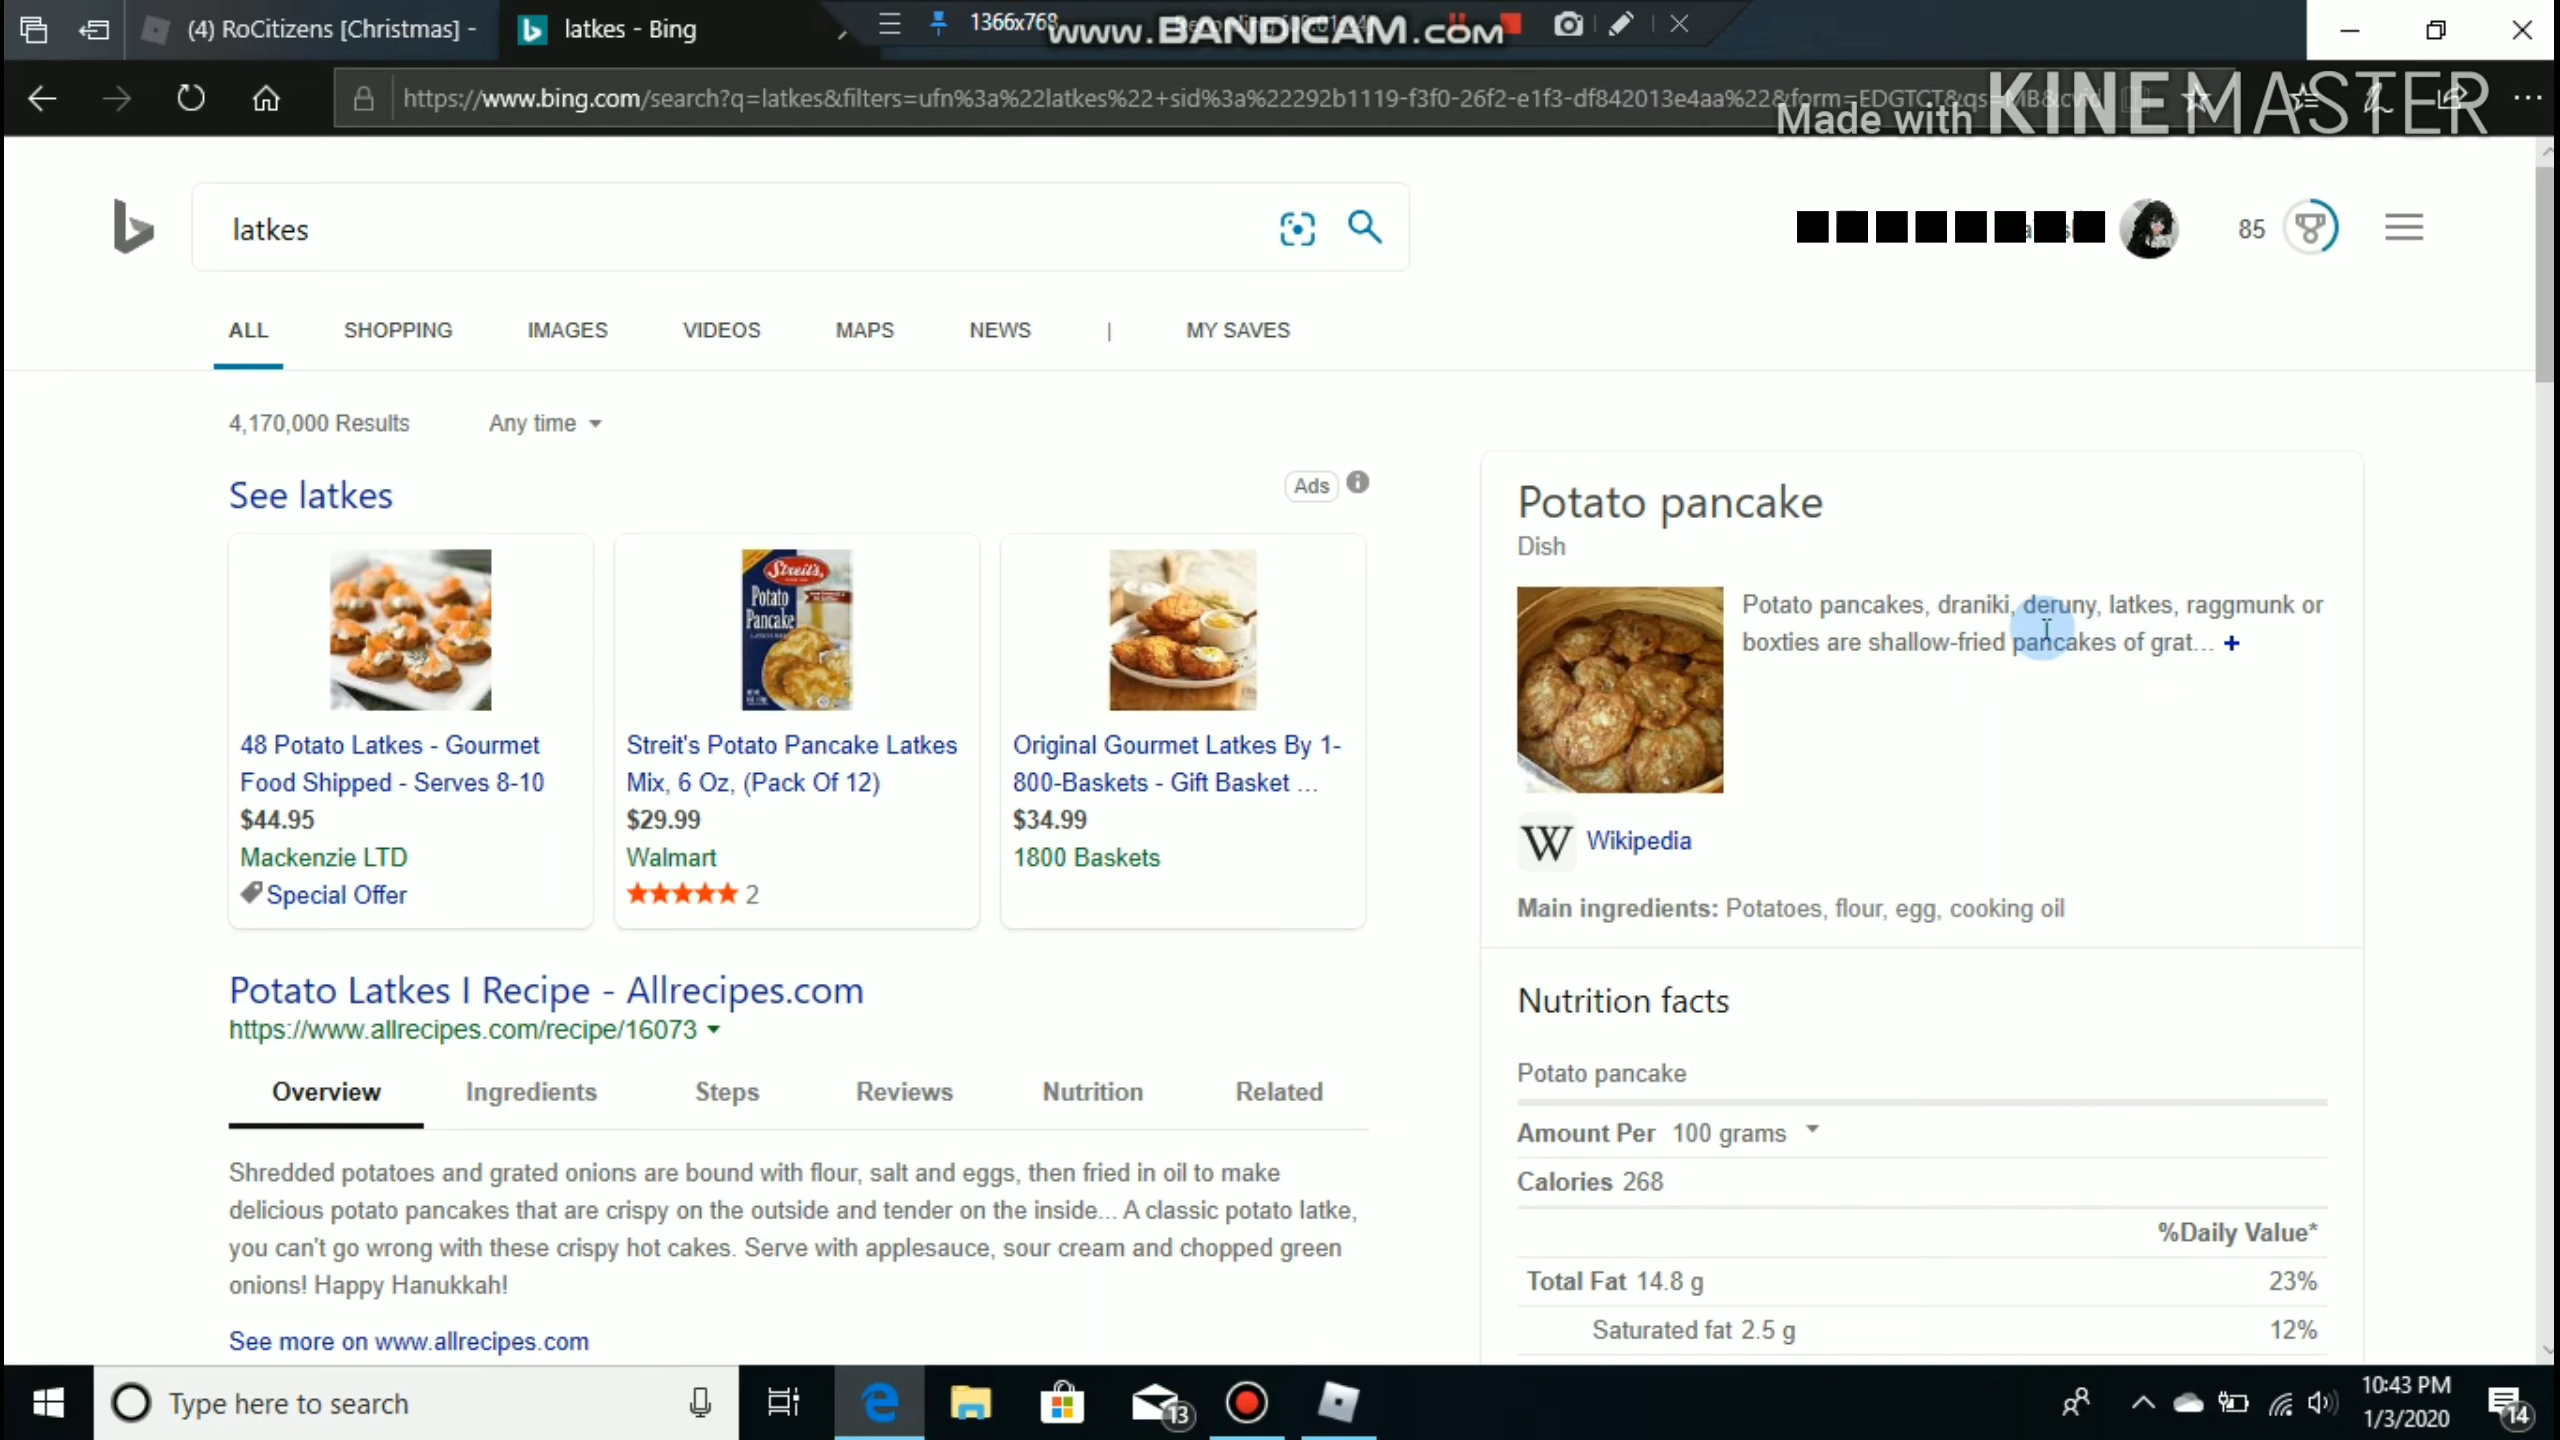 (4) RoCitizens [Christmas] -
latkes - Bing
1366x768
www.BANDICAM.com
https://www.bing.com/search?q=latkes&filters=ufn%3a%22latkes%22+sid%3a%22292b1119-f3f0-26f2-e1f3-df842013e4aa%22&form=EDGTCT&qs=MB&cvid
Made with KINEMASTER
latkes
85
ALL SHOPPING IMAGES VIDEOS MAPS NEWS | MY SAVES
4,170,000 Results Any time
See latkes
Ads
Streit's
Potato
Pancake
48 Potato Latkes - Gourmet
Food Shipped - Serves 8-10
$44.95
Mackenzie LTD
Special Offer
Streit's Potato Pancake Latkes
Mix, 6 Oz, (Pack Of 12)
$29.99
Walmart
2
Original Gourmet Latkes By 1-
800-Baskets - Gift Basket ...
$34.99
1800 Baskets
Potato Latkes I Recipe - Allrecipes.com
https://www.allrecipes.com/recipe/16073
Overview Ingredients Steps Reviews Nutrition Related
Shredded potatoes and grated onions are bound with flour, salt and eggs, then fried in oil to make
delicious potato pancakes that are crispy on the outside and tender on the inside... A classic potato latke,
you can't go wrong with these crispy hot cakes. Serve with applesauce, sour cream and chopped green
onions! Happy Hanukkah!
See more on www.allrecipes.com
Potato pancake
Dish
Potato pancakes, draniki, deruny, latkes, raggmunk or
boxties are shallow-fried pancakes of grat... +
W Wikipedia
Main ingredients: Potatoes, flour, egg, cooking oil
Nutrition facts
Potato pancake
Amount Per 100 grams
Calories 268
%Daily Value*
Total Fat 14.8 g 23%
Saturated fat 2.5 g 12%
Type here to search
13
10:43 PM
1/3/2020
14